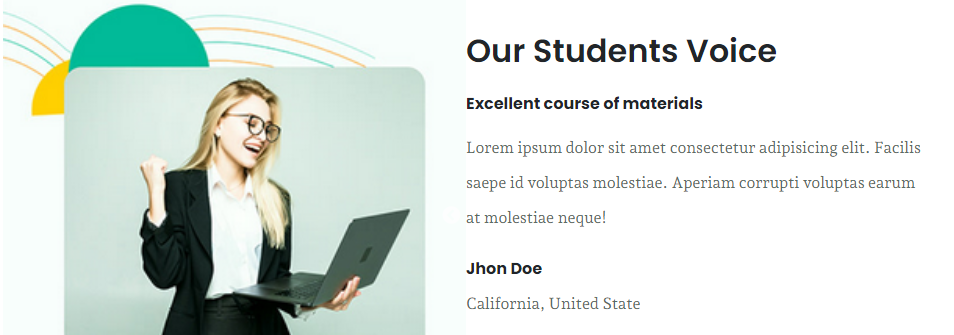 Our Students Voice
Excellent course of materials
Lorem ipsum dolor sit amet consectetur adipisicing elit. Facilis
saepe id voluptas molestiae. Aperiam corrupti voluptas earum
at molestiae neque!
Jhon Doe
California, United State